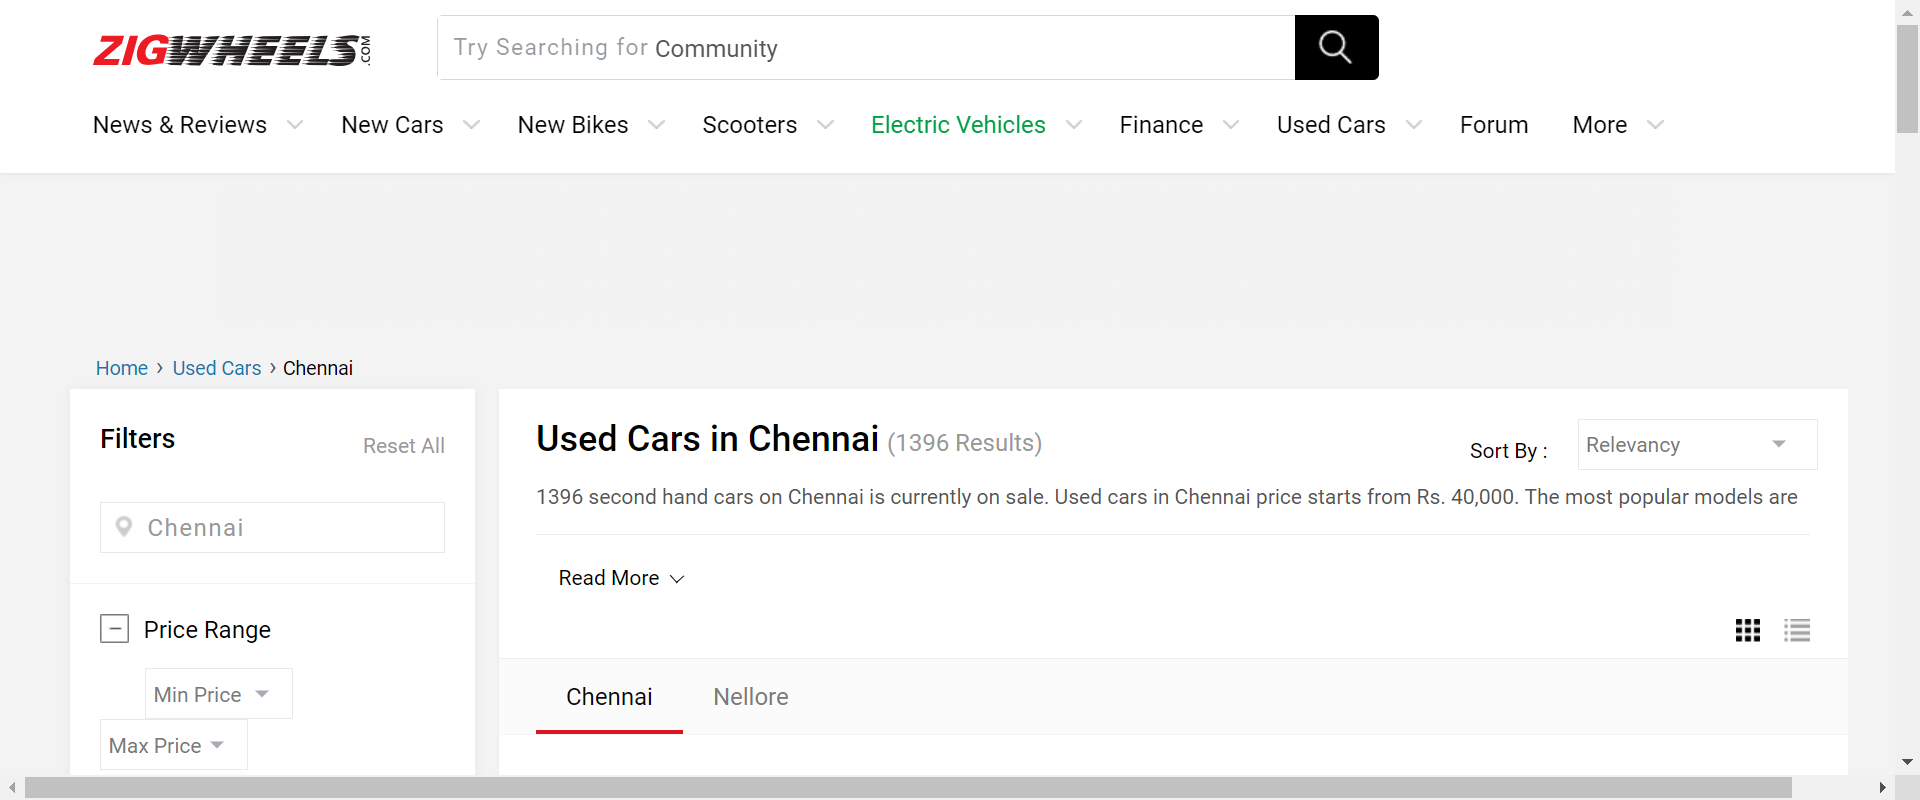 ZIGWHEELS.COM
Try Searching for Community
News & Reviews New Cars New Bikes Scooters Electric Vehicles Finance Used Cars Forum More
Home › Used Cars › Chennai
Filters
Reset All
Chennai
Price Range
Min Price
Max Price
Used Cars in Chennai (1396 Results)
Sort By : Relevancy
1396 second hand cars on Chennai is currently on sale. Used cars in Chennai price starts from Rs. 40,000. The most popular models are
Read More
Chennai Nellore